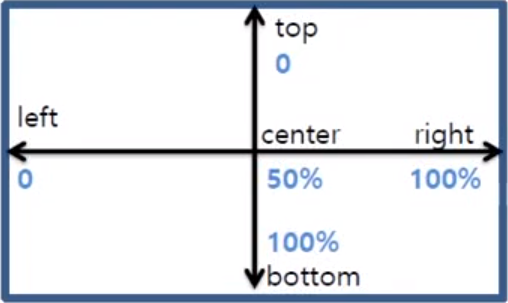 top
0
left
center right
0 50% 100%
100%
bottom